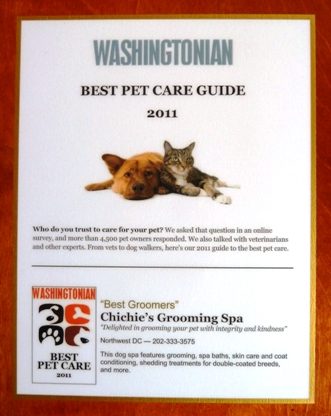 WASHINGTONIAN
BEST PET CARE GUIDE
2011
Who do you trust to care for your pet? We asked that question in an online
survey, and more than 4,500 pet owners responded. We also talked with veterinarians
and other experts. From vets to dog walkers, here's our 2011 guide to the best pet care.
WASHINGTONIAN
BEST
PET CARE
2011
"Best Groomers"
Chichie's Grooming Spa
"Delighted in grooming your pet with integrity and kindness"
Northwest DC — 202-333-3575
This dog spa features grooming, spa baths, skin care and coat
conditioning, shedding treatments for double-coated breeds,
and more.